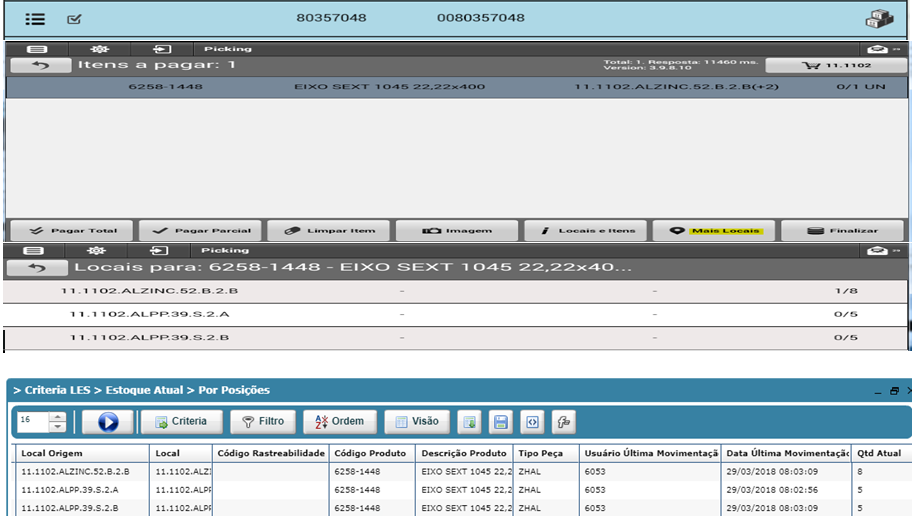 80357048 0080357048
Picking
Itens a pagar: 1 Total: 1. Resposta: 11460 ms. 11.1102
Version: 3.9.8.10
6258-1448 EIXO SEXT 1045 22,22x400 11.1102.ALZINC.52.B.2.B(+2) 0/1 UN
Pagar Total Pagar Parcial Limpar Item Imagem Locais e Itens Mais Locais Finalizar
Picking
Locais para: 6258-1448 - EIXO SEXT 1045 22,22x40...
11.1102.ALZINC.52.B.2.B - - 1/8
11.1102.ALPP.39.S.2.A - - 0/5
11.1102.ALPP.39.S.2.B - - 0/5
> Criteria LES > Estoque Atual > Por Posições
16 Criteria Filtro Ordem Visão
Local Origem Local Código Rastreabilidade Código Produto Descrição Produto Tipo Peça Usuário Última Movimentaçã Data Última Movimentação Qtd Atual
11.1102.ALZINC.52.B.2.B 11.1102.ALZI 6258-1448 EIXO SEXT 1045 22,2 ZHAL 6053 29/03/2018 08:03:09 8
11.1102.ALPP.39.S.2.A 11.1102.ALPF 6258-1448 EIXO SEXT 1045 22,2 ZHAL 6053 29/03/2018 08:02:56 5
11.1102.ALPP.39.S.2.B 11.1102.ALPF 6258-1448 EIXO SEXT 1045 22,2 ZHAL 6053 29/03/2018 08:03:09 5